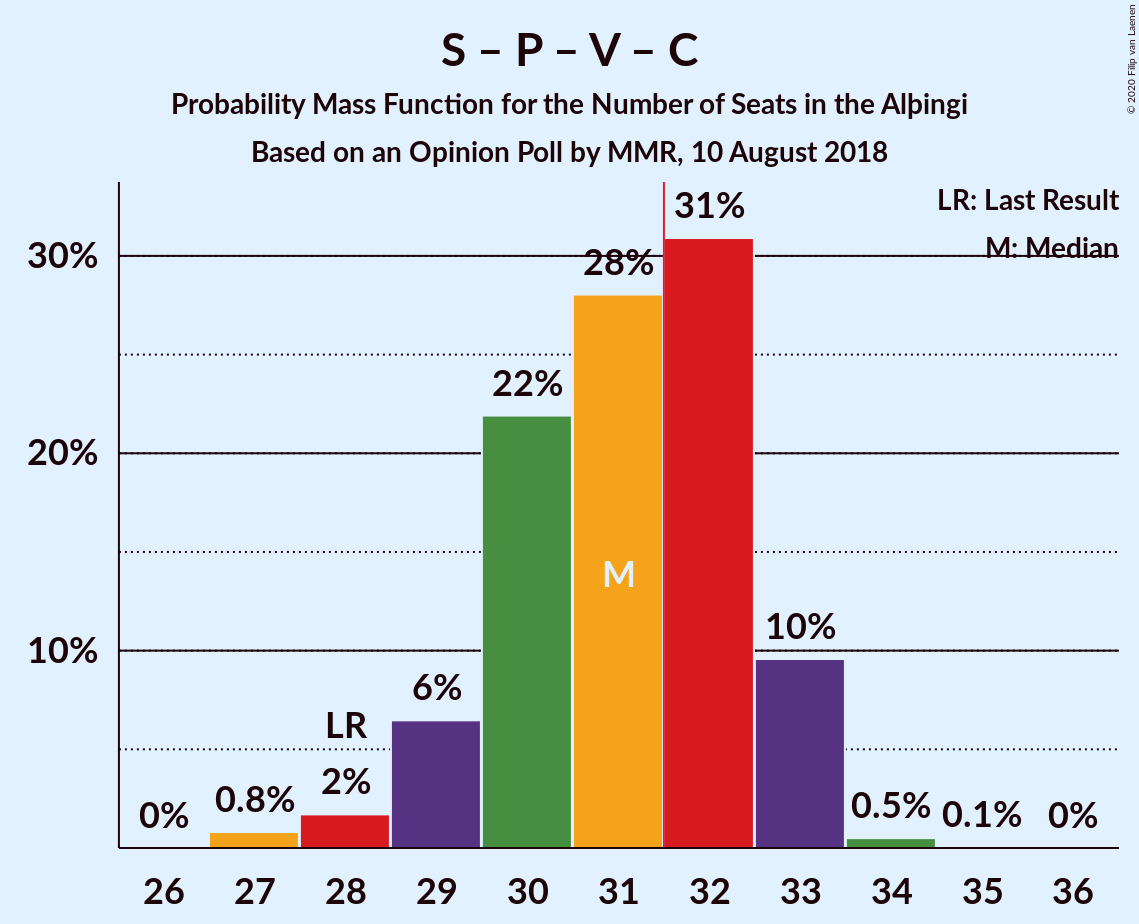 S – P – V – C
Probability Mass Function for the Number of Seats in the Alþingi
Based on an Opinion Poll by MMR, 10 August 2018
© 2020 Filip van Laenen
LR: Last Result
M: Median
30%
20%
10%
0%
0.8%
LR
2%
6%
22%
28%
M
31%
10%
0.5%
0.1%
0%
26 27 28 29 30 31 32 33 34 35 36